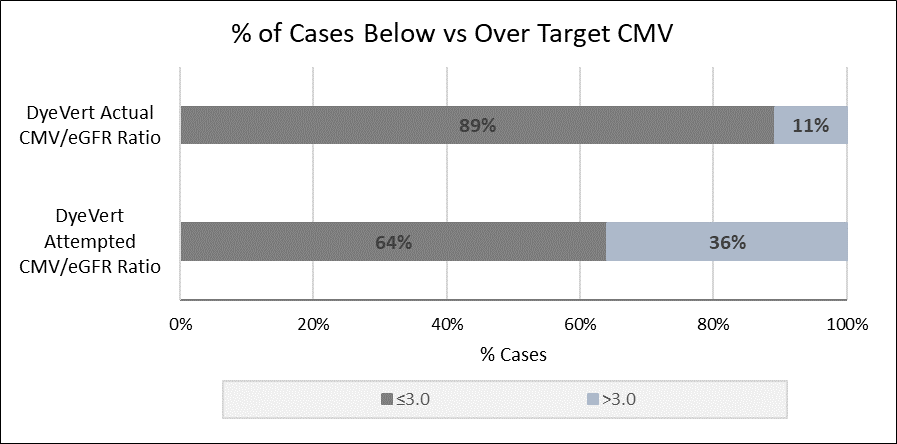 % of Cases Below vs Over Target CMV
DyeVert Actual
CMV/eGFR Ratio
89%
11%
DyeVert
Attempted
CMV/eGFR Ratio
64%
36%
0%
20%
40%
60%
80%
100%
% Cases
≤3.0
>3.0